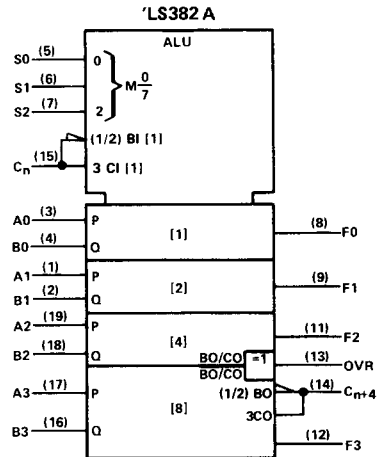 'LS382 A
ALU
S0 (5) 0
S1 (6) M 0/7
S2 (7) 2
(1/2) BI [1]
Cn (15) 3 CI [1]
A0 (3) P
[1] (8) F0
B0 (4) Q
A1 (1) P
[2] (9) F1
B1 (2) Q
A2 (19) P
[4] (11) F2
B2 (18) Q
BO/CO =1 (13) OVR
BO/CO
A3 (17) P
(1/2) BO (14) Cn+4
[8]
3CO
B3 (16) Q
(12) F3